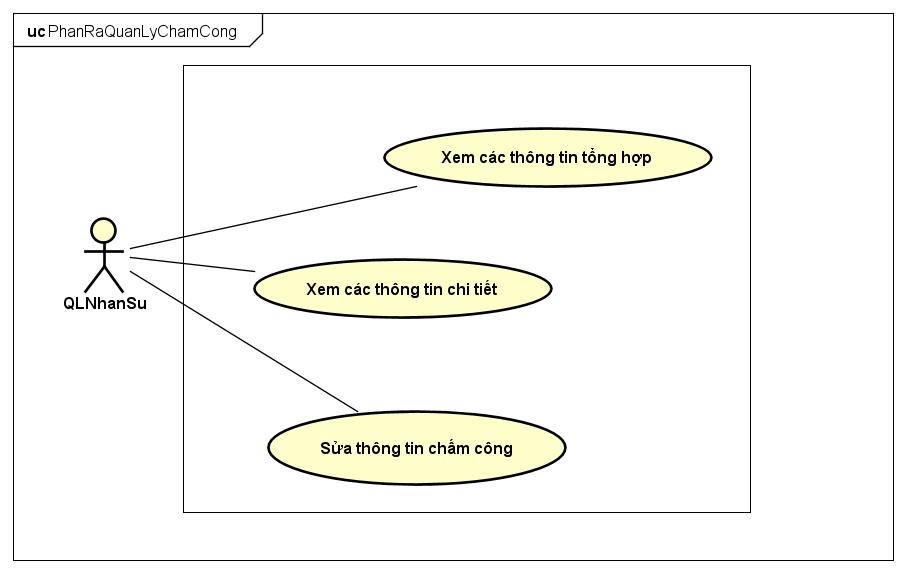 uc PhanRaQuanLyChamCong
Xem các thông tin tổng hợp
Xem các thông tin chi tiết
QLNhanSu
Sửa thông tin chấm công